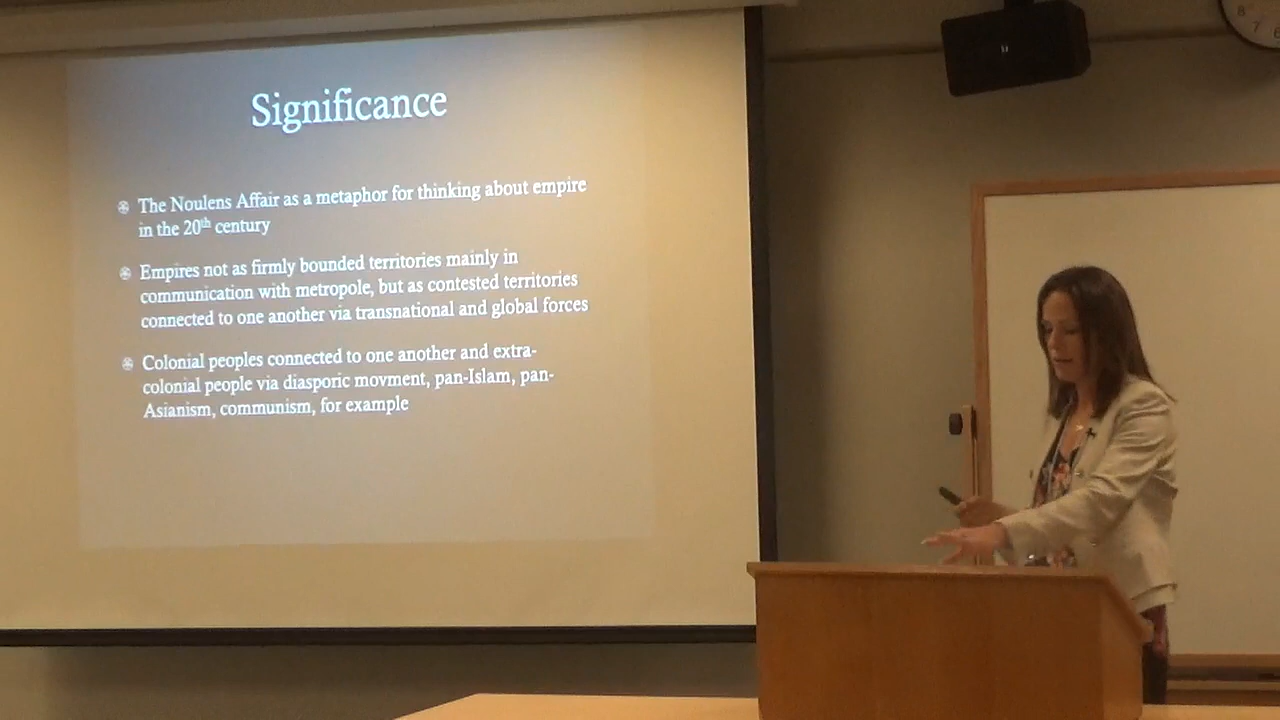 Significance
The Noulens Affair as a metaphor for thinking about empire
in the 20th century
Empires not as firmly bounded territories mainly in
communication with metropole, but as contested territories
connected to one another via transnational and global forces
Colonial peoples connected to one another and extra-
colonial people via diasporic movment, pan-Islam, pan-
Asianism, communism, for example
8
7
6